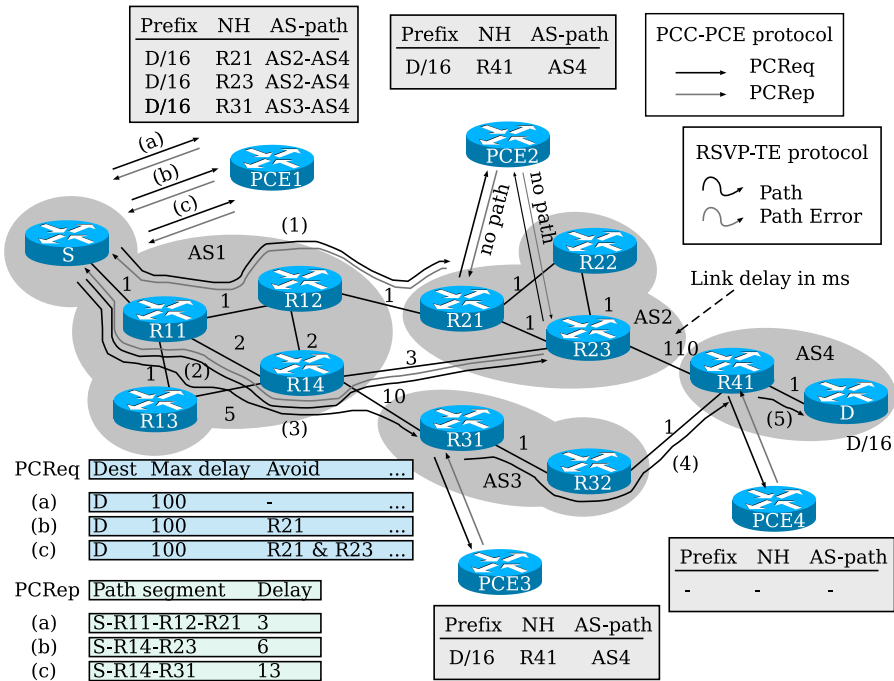 Prefix NH AS-path
D/16 R21 AS2-AS4
D/16 R23 AS2-AS4
D/16 R31 AS3-AS4
Prefix NH AS-path
D/16 R41 AS4
PCC-PCE protocol
PCReq
PCRep
RSVP-TE protocol
Path
Path Error
(a)
(b)
(c)
PCE1
PCE2
no path
no path
S
AS1
(1)
R12
R11
R14
R13
1
1
1
2
2
1
5
3
10
(2)
(3)
R21
R22
R23
AS2
1
1
1
Link delay in ms
110
AS4
R41
1
D
(5)
D/16
R31
1
AS3
R32
1
(4)
PCE3
PCE4
PCReq Dest Max delay Avoid ...
(a) D 100 - ...
(b) D 100 R21 ...
(c) D 100 R21 & R23 ...
PCRep Path segment Delay
(a) S-R11-R12-R21 3
(b) S-R14-R23 6
(c) S-R14-R31 13
Prefix NH AS-path
D/16 R41 AS4
Prefix NH AS-path
- - -